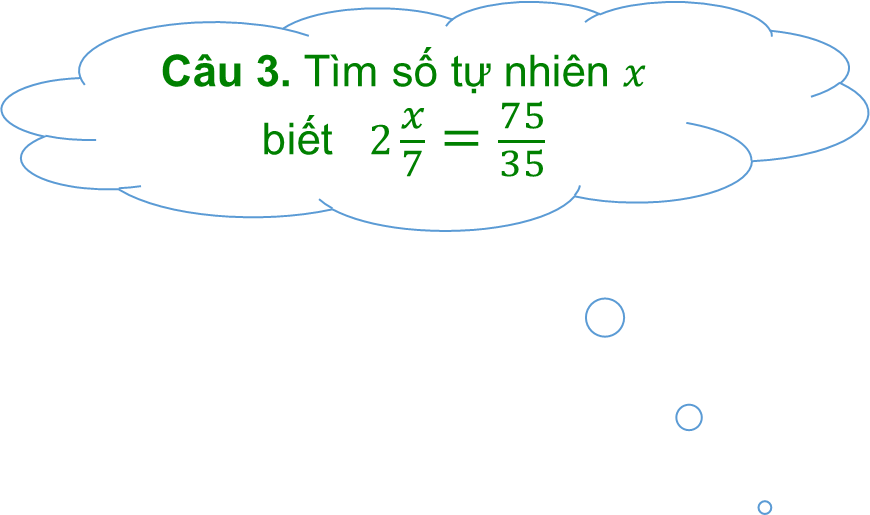 Câu 3. Tìm số tự nhiên 𝑥
biết 2 𝑥/7 = 75/35